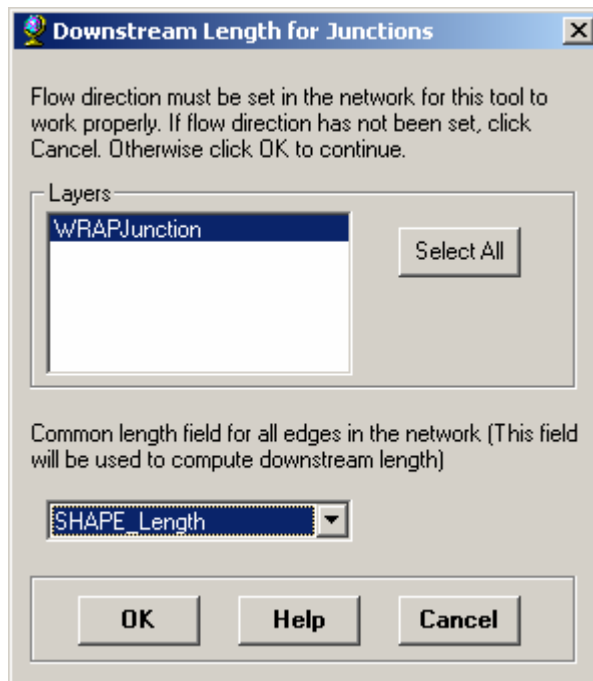 Downstream Length for Junctions
Flow direction must be set in the network for this tool to
work properly. If flow direction has not been set, click
Cancel. Otherwise click OK to continue.
Layers
WRAPJunction
Select All
Common length field for all edges in the network (This field
will be used to compute downstream length)
SHAPE_Length
OK
Help
Cancel